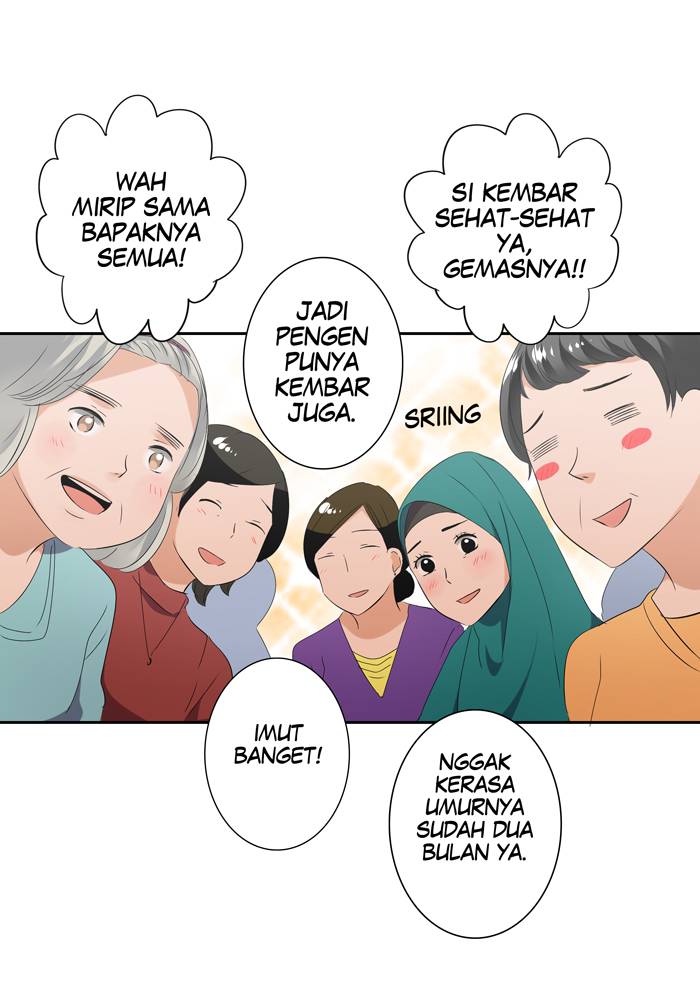 WAH
MIRIP SAMA
BAPAKNYA
SEMUA!
SI KEMBAR
SEHAT-SEHAT
YA,
GEMASNYA!!
JADI
PENGEN
PUNYA
KEMBAR
JUGA.
SRIING
IMUT
BANGET!
NGGAK
KERASA
UMURNYA
SUDAH DUA
BULAN YA.